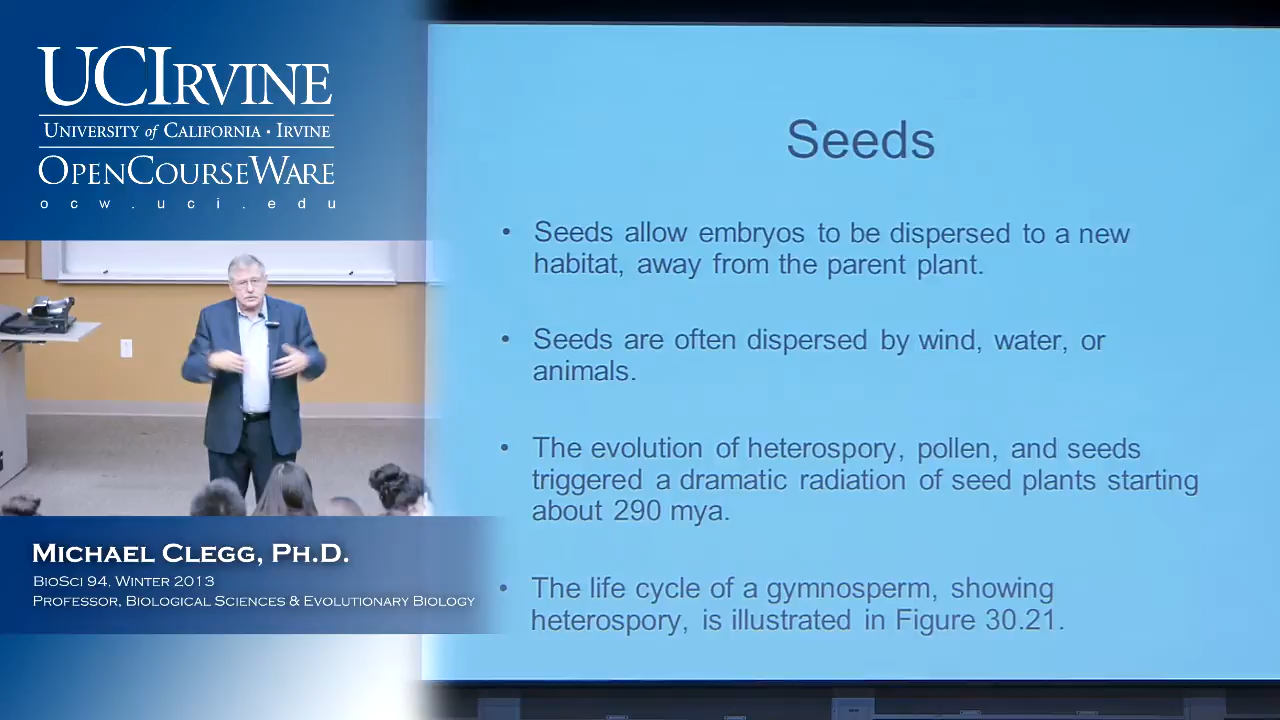 UCIRVINE
UNIVERSITY of CALIFORNIA • IRVINE
OPENCOURSEWARE
ocw.uci.edu
MICHAEL CLEGG, PH.D.
BIOSCI 94, WINTER 2013
PROFESSOR, BIOLOGICAL SCIENCES & EVOLUTIONARY BIOLOGY
Seeds
• Seeds allow embryos to be dispersed to a new
habitat, away from the parent plant.
• Seeds are often dispersed by wind, water, or
animals.
• The evolution of heterospory, pollen, and seeds
triggered a dramatic radiation of seed plants starting
about 290 mya.
• The life cycle of a gymnosperm, showing
heterospory, is illustrated in Figure 30.21.